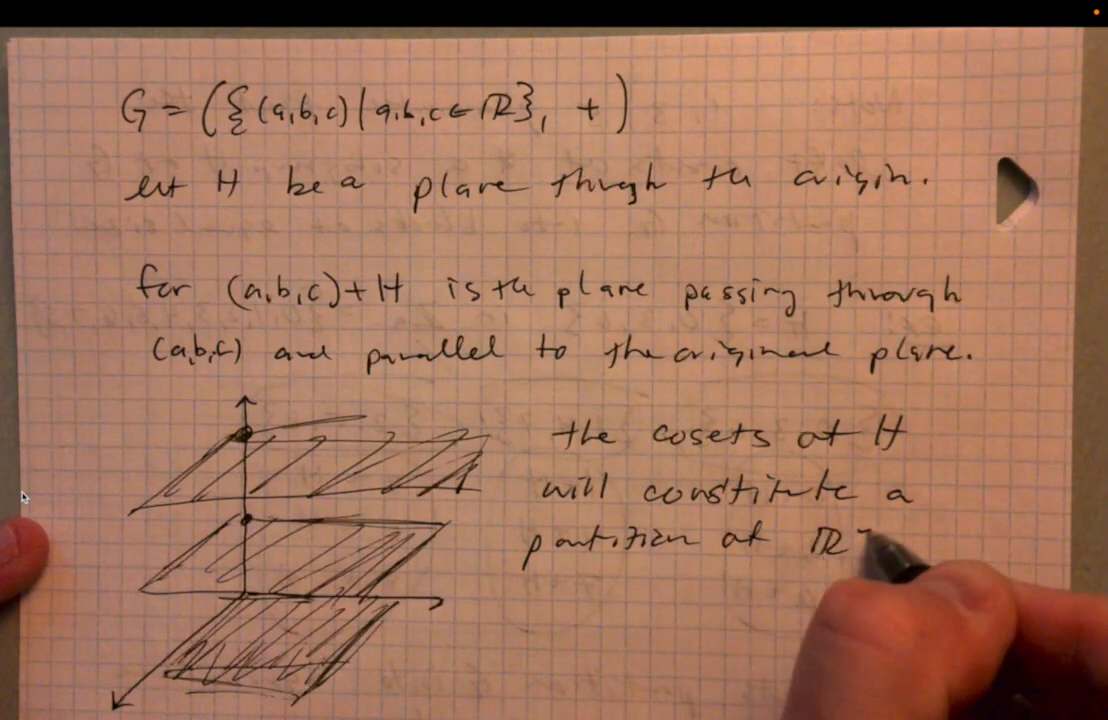 G = ({(a,b,c) | a,b,c ∈ ℝ}, +)
let H be a plane through the origin.
for (a,b,c)+H is the plane passing through
(a,b,c) and parallel to the original plane.
the cosets of H
will constitute a
partition of ℝ